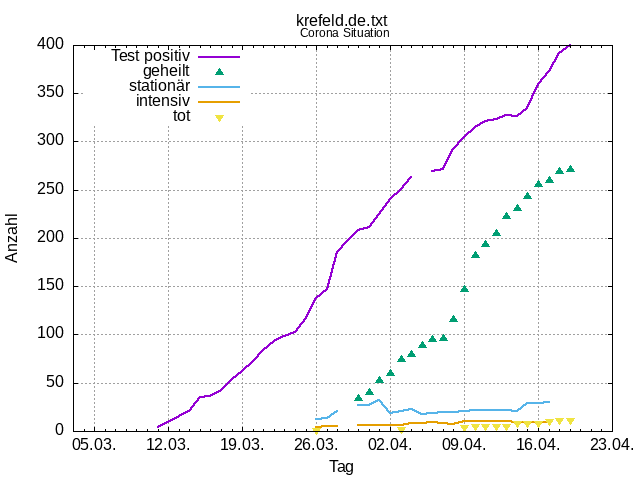 krefeld.de.txt
Corona Situation
Test positiv
geheilt
stationär
intensiv
tot
400
350
300
250
200
150
100
50
0
Anzahl
05.03. 12.03. 19.03. 26.03. 02.04. 09.04. 16.04. 23.04.
Tag